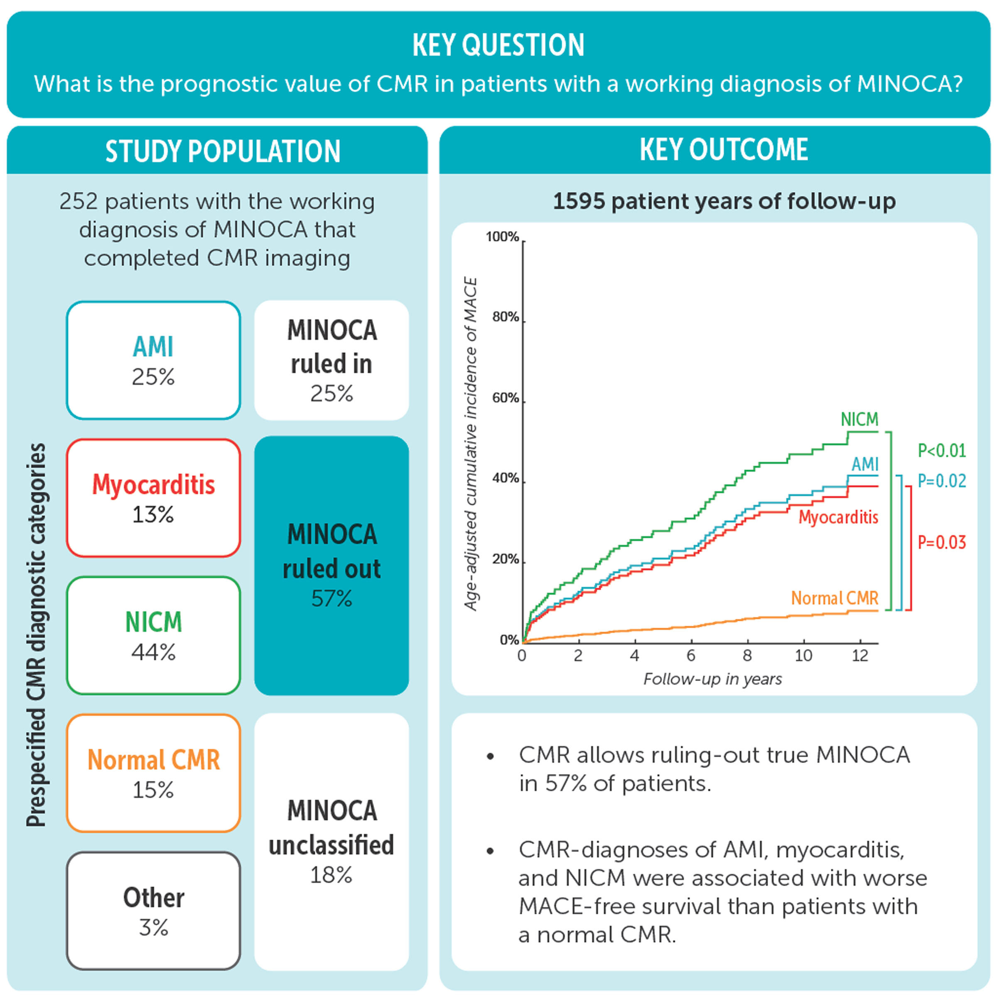 KEY QUESTION
What is the prognostic value of CMR in patients with a working diagnosis of MINOCA?
STUDY POPULATION
252 patients with the working
diagnosis of MINOCA that
completed CMR imaging
Prespecified CMR diagnostic categories
AMI
25%
MINOCA
ruled in
25%
Myocarditis
13%
NICM
44%
MINOCA
ruled out
57%
Normal CMR
15%
Other
3%
MINOCA
unclassified
18%
KEY OUTCOME
1595 patient years of follow-up
Age-adjusted cumulative incidence of MACE
100%
80%
60%
40%
20%
0%
0 2 4 6 8 10 12
Follow-up in years
NICM
AMI
Myocarditis
Normal CMR
P<0.01
P=0.02
P=0.03
• CMR allows ruling-out true MINOCA
in 57% of patients.
• CMR-diagnoses of AMI, myocarditis,
and NICM were associated with worse
MACE-free survival than patients with
a normal CMR.